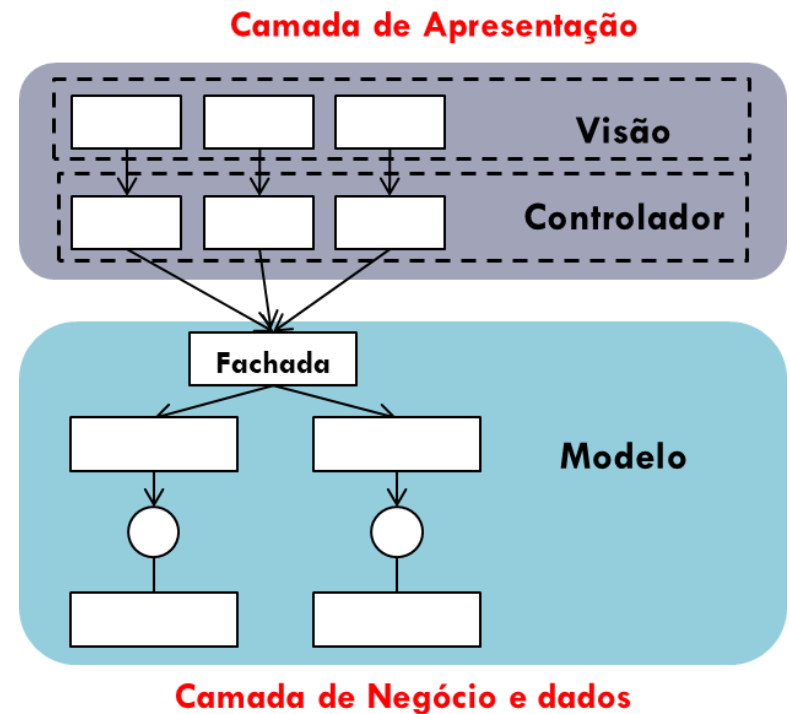 Camada de Apresentação
Visão
Controlador
Fachada
Modelo
Camada de Negócio e dados